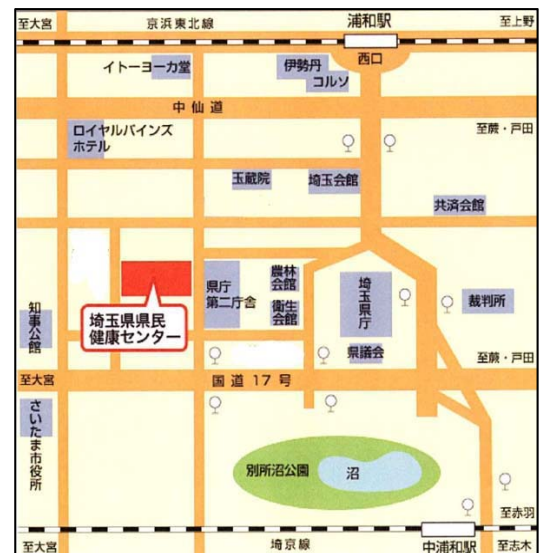 至大宮
京浜東北線
浦和駅
至上野
西口
イトーヨーカ堂
伊勢丹
コルソ
中仙道
ロイヤルパインズ
ホテル
至蕨・戸田
玉蔵院
埼玉会館
共済会館
県庁
第二庁舎
農林
会館
衛生
会館
埼玉県庁
裁判所
知事公館
埼玉県県民
健康センター
県議会
至蕨・戸田
至大宮
国道17号
さいたま市役所
別所沼公園
沼
至赤羽
至大宮
埼京線
中浦和駅
至志木